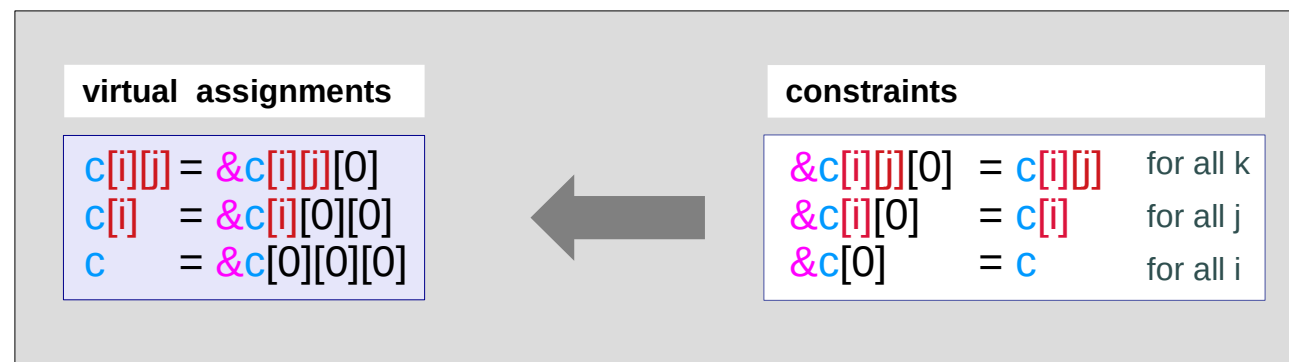 virtual assignments
c[i][j] = &c[i][j][0]
c[i] = &c[i][0][0]
c = &c[0][0][0]
constraints
&c[i][j][0] = c[i][j] for all k
&c[i][0] = c[i] for all j
&c[0] = c for all i